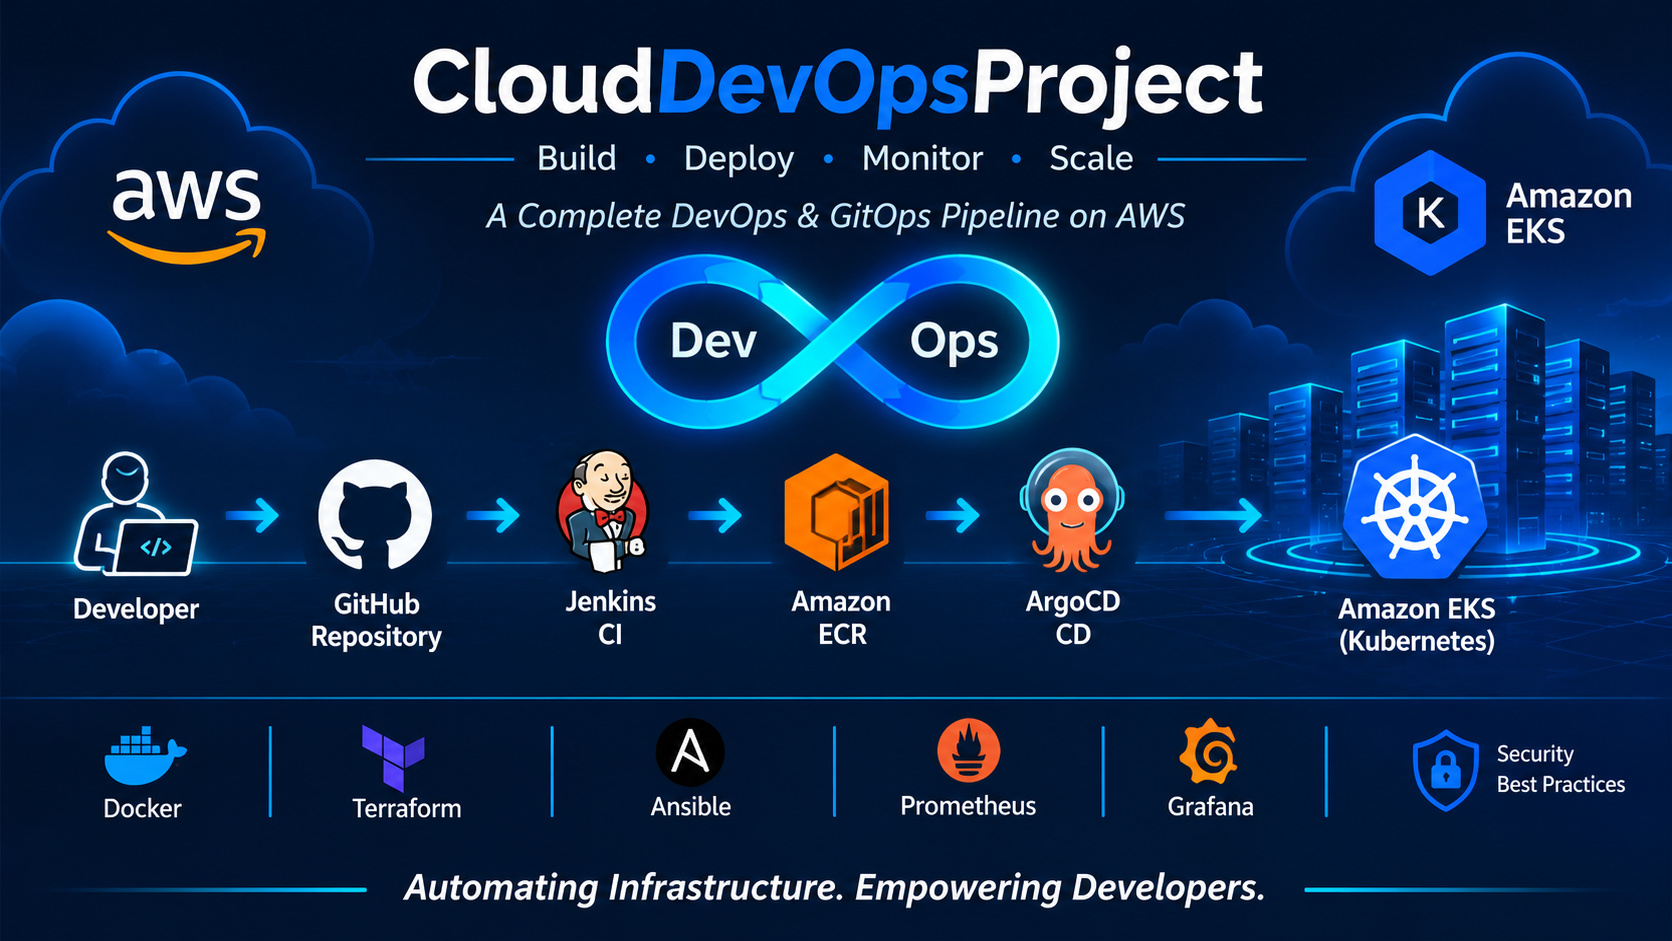 CloudDevOpsProject
Build • Deploy • Monitor • Scale
A Complete DevOps & GitOps Pipeline on AWS
aws
K
Amazon
EKS
Dev
Ops
</>
Developer
GitHub
Repository
Jenkins
CI
Amazon
ECR
ArgoCD
CD
Amazon EKS
(Kubernetes)
Docker
Terraform
A
Ansible
Prometheus
Grafana
Security
Best Practices
Automating Infrastructure. Empowering Developers.